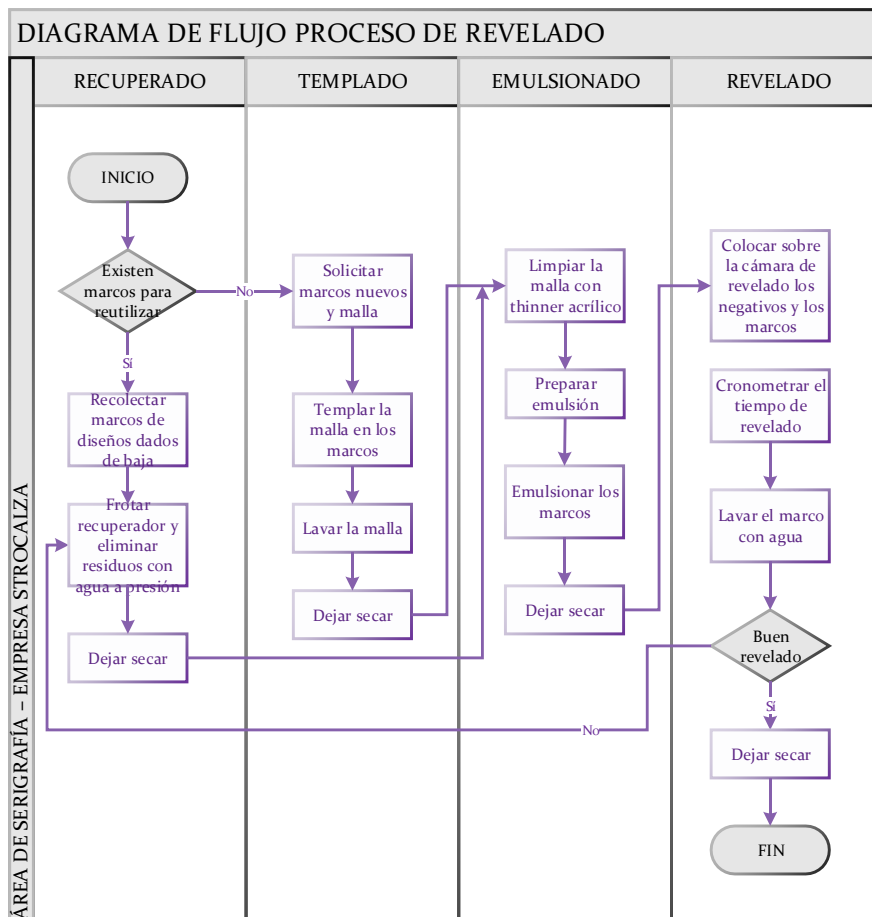 DIAGRAMA DE FLUJO PROCESO DE REVELADO
ÁREA DE SERIGRAFÍA – EMPRESA STROCALZA
RECUPERADO
INICIO
Existen
marcos para
reutilizar
No
Sí
Recolectar
marcos de
diseños dados
de baja
Frotar
recuperador y
eliminar
residuos con
agua a presión
Dejar secar
TEMPLADO
Solicitar
marcos nuevos
y malla
Templar la
malla en los
marcos
Lavar la malla
Dejar secar
EMULSIONADO
Limpiar la
malla con
thinner acrílico
Preparar
emulsión
Emulsionar los
marcos
Dejar secar
REVELADO
Colocar sobre
la cámara de
revelado los
negativos y los
marcos
Cronometrar el
tiempo de
revelado
Lavar el marco
con agua
Buen
revelado
No
Sí
Dejar secar
FIN